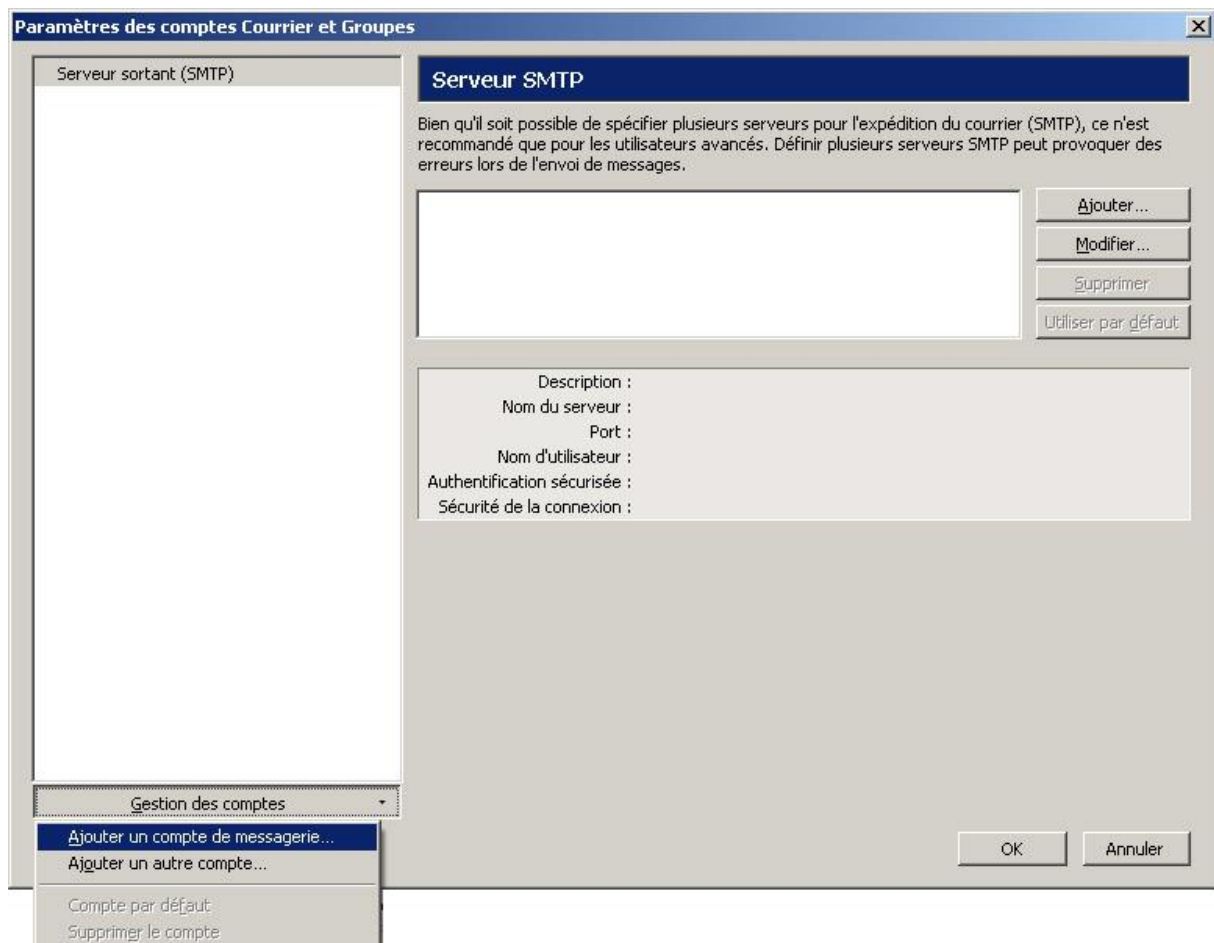 Paramètres des comptes Courrier et Groupes
Serveur sortant (SMTP)
Serveur SMTP
Bien qu'il soit possible de spécifier plusieurs serveurs pour l'expédition du courrier (SMTP), ce n'est
recommandé que pour les utilisateurs avancés. Définir plusieurs serveurs SMTP peut provoquer des
erreurs lors de l'envoi de messages.
Ajouter...
Modifier...
Supprimer
Utiliser par défaut
Description :
Nom du serveur :
Port :
Nom d'utilisateur :
Authentification sécurisée :
Sécurité de la connexion :
Gestion des comptes
Ajouter un compte de messagerie...
Ajouter un autre compte...
Compte par défaut
Supprimer le compte
OK
Annuler